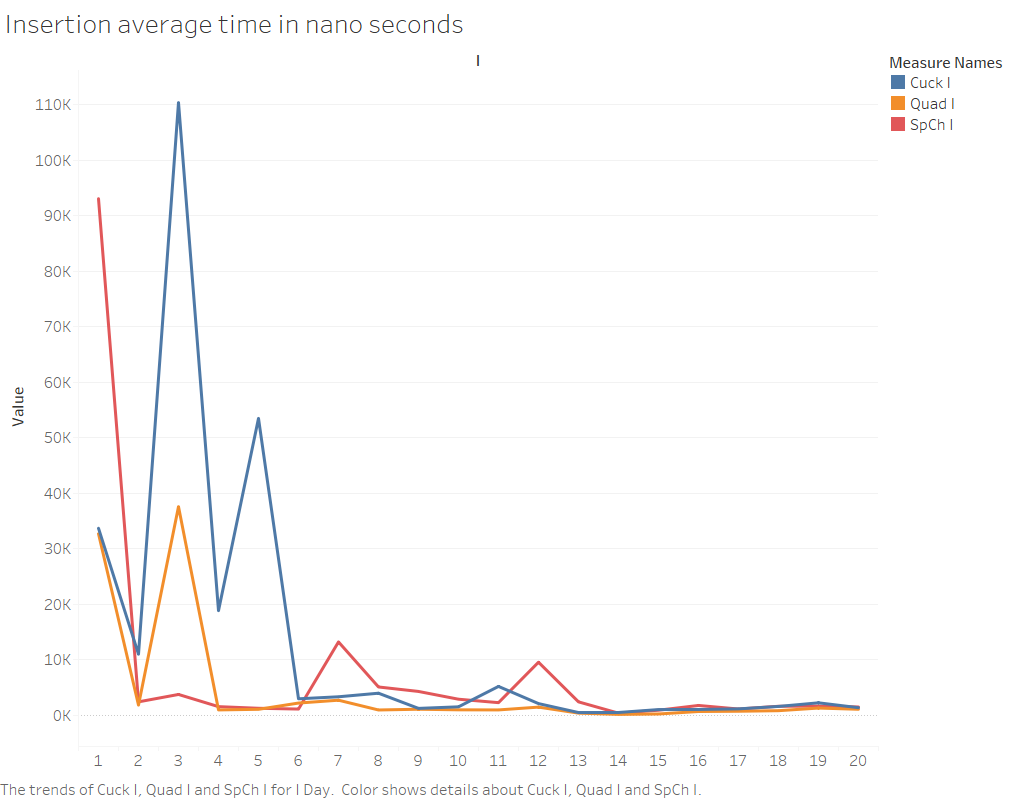 Insertion average time in nano seconds
I
Measure Names
Cuck I
Quad I
SpCh I
110K
100K
90K
80K
70K
60K
50K
40K
30K
20K
10K
0K
Value
1 2 3 4 5 6 7 8 9 10 11 12 13 14 15 16 17 18 19 20
The trends of Cuck I, Quad I and SpCh I for I Day. Color shows details about Cuck I, Quad I and SpCh I.